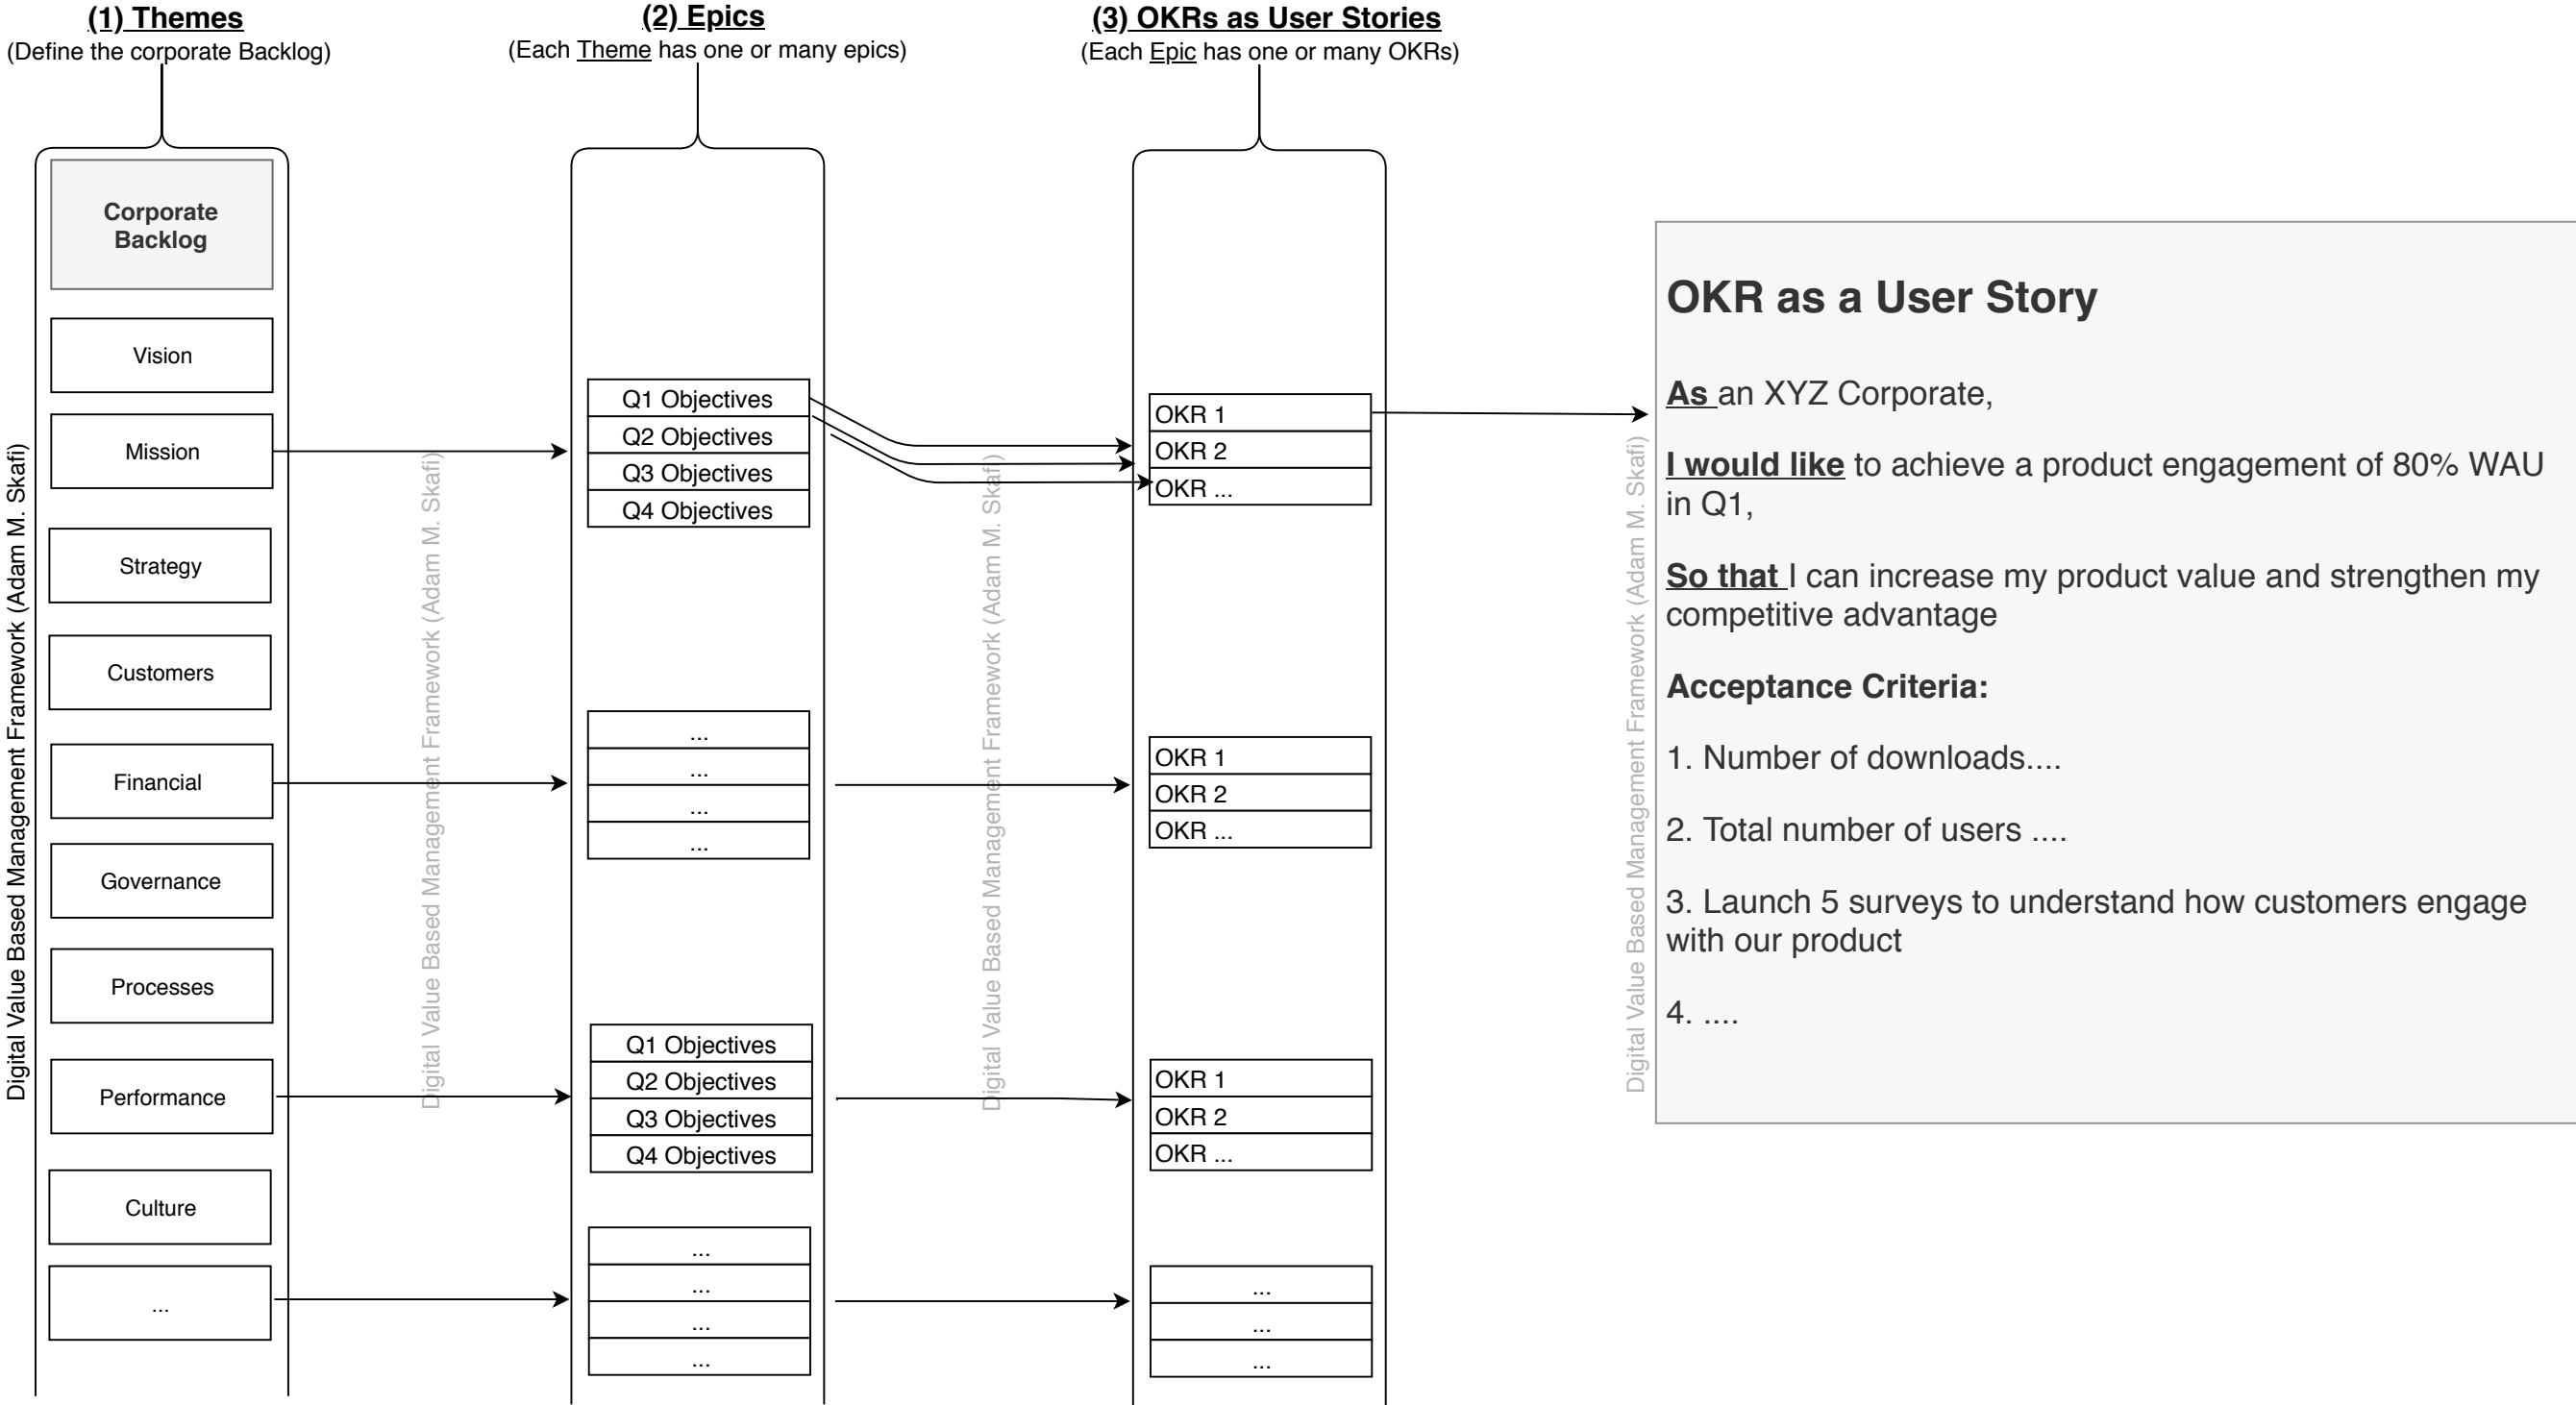 (1) Themes
(Define the corporate Backlog)
(2) Epics
(Each Theme has one or many epics)
(3) OKRs as User Stories
(Each Epic has one or many OKRs)
Digital Value Based Management Framework (Adam M. Skafi)
Corporate
Backlog
Vision
Mission
Strategy
Customers
Financial
Governance
Processes
Performance
Culture
...
Digital Value Based Management Framework (Adam M. Skafi)
Q1 Objectives
Q2 Objectives
Q3 Objectives
Q4 Objectives
...
...
...
...
Q1 Objectives
Q2 Objectives
Q3 Objectives
Q4 Objectives
...
...
...
...
Digital Value Based Management Framework (Adam M. Skafi)
OKR 1
OKR 2
OKR ...
OKR 1
OKR 2
OKR ...
OKR 1
OKR 2
OKR ...
...
...
...
Digital Value Based Management Framework (Adam M. Skafi)
OKR as a User Story
As an XYZ Corporate,
I would like to achieve a product engagement of 80% WAU
in Q1,
So that I can increase my product value and strengthen my
competitive advantage
Acceptance Criteria:
1. Number of downloads....
2. Total number of users ....
3. Launch 5 surveys to understand how customers engage
with our product
4. ....